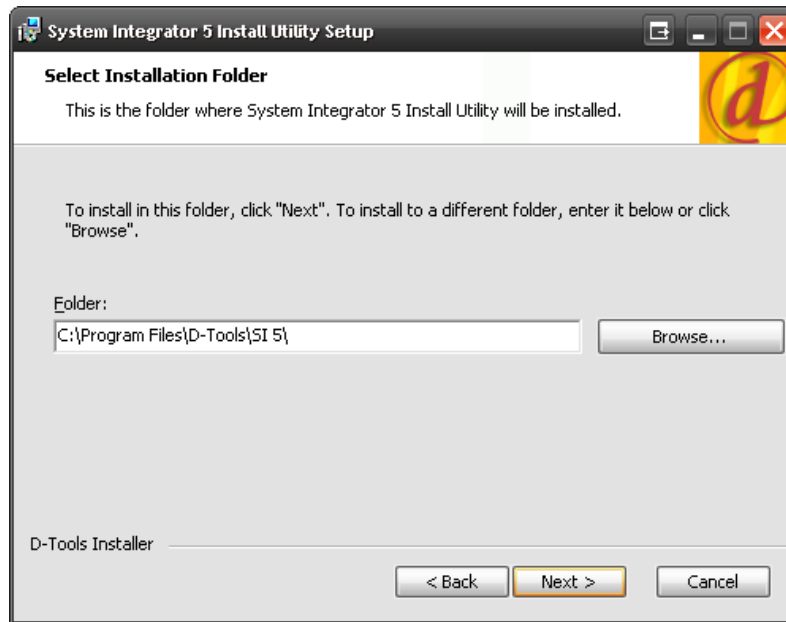 System Integrator 5 Install Utility Setup
Select Installation Folder
This is the folder where System Integrator 5 Install Utility will be installed.
d
To install in this folder, click "Next". To install to a different folder, enter it below or click
"Browse".
Folder:
C:\Program Files\D-Tools\SI 5\
Browse...
D-Tools Installer
< Back
Next >
Cancel